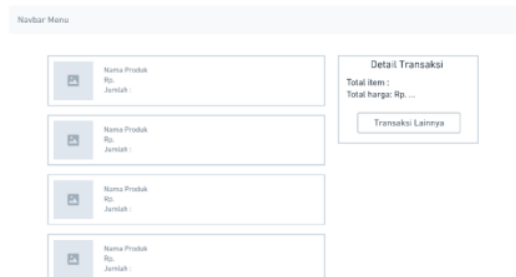 Navbar Menu
Nama Produk
Rp.
Jumlah :
Nama Produk
Rp.
Jumlah :
Nama Produk
Rp.
Jumlah :
Nama Produk
Rp.
Jumlah :
Detail Transaksi
Total item :
Total harga: Rp. ...
Transaksi Lainnya